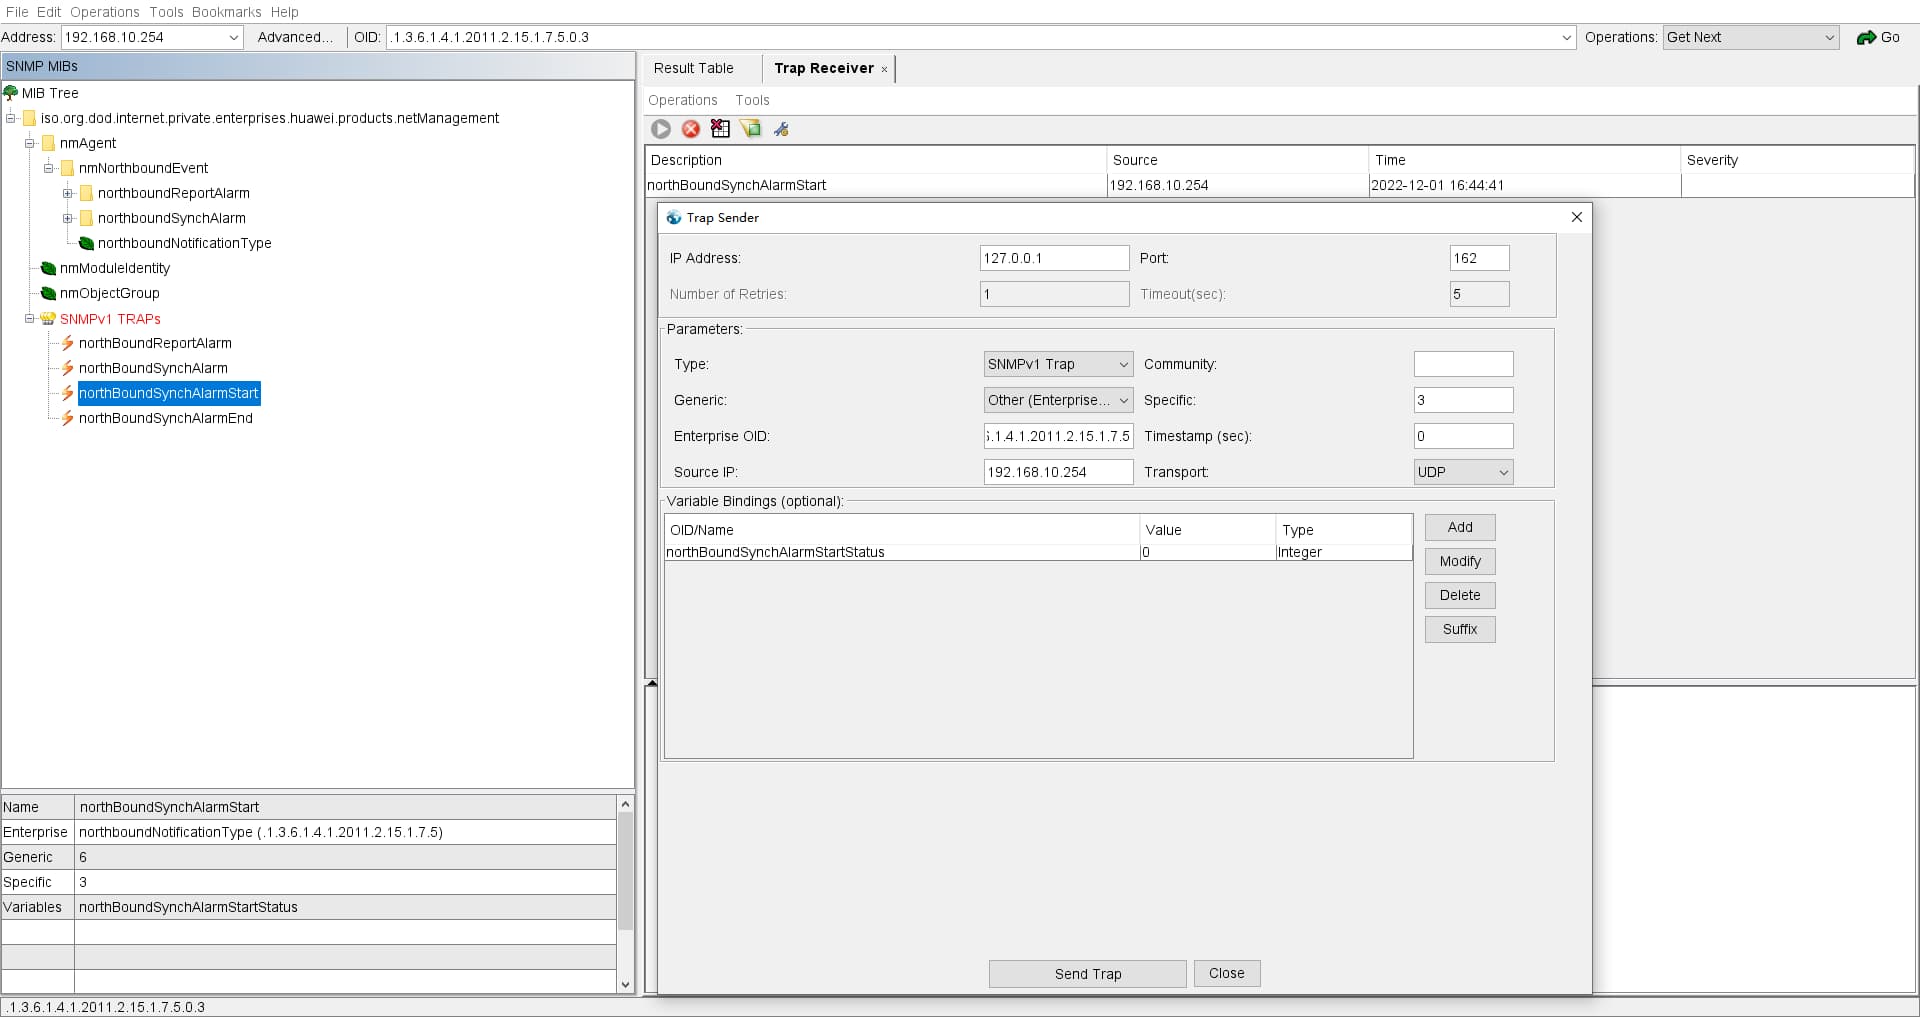 File Edit Operations Tools Bookmarks Help
Address: 192.168.10.254 Advanced... OID: .1.3.6.1.4.1.2011.2.15.1.7.5.0.3 Operations: Get Next Go
SNMP MIBs
MIB Tree
iso.org.dod.internet.private.enterprises.huawei.products.netManagement
nmAgent
nmNorthboundEvent
northboundReportAlarm
northboundSynchAlarm
northboundNotificationType
nmModuleIdentity
nmObjectGroup
SNMPv1 TRAPs
northBoundReportAlarm
northBoundSynchAlarm
northBoundSynchAlarmStart
northBoundSynchAlarmEnd
Name northBoundSynchAlarmStart
Enterprise northboundNotificationType (.1.3.6.1.4.1.2011.2.15.1.7.5)
Generic 6
Specific 3
Variables northBoundSynchAlarmStartStatus
.1.3.6.1.4.1.2011.2.15.1.7.5.0.3
Result Table Trap Receiver ×
Operations Tools
Description Source Time Severity
northBoundSynchAlarmStart 192.168.10.254 2022-12-01 16:44:41
Trap Sender
IP Address: 127.0.0.1 Port: 162
Number of Retries: 1 Timeout(sec): 5
Parameters:
Type: SNMPv1 Trap Community:
Generic: Other (Enterprise... Specific: 3
Enterprise OID: .1.4.1.2011.2.15.1.7.5 Timestamp (sec): 0
Source IP: 192.168.10.254 Transport: UDP
Variable Bindings (optional):
OID/Name Value Type
northBoundSynchAlarmStartStatus 0 Integer
Add
Modify
Delete
Suffix
Send Trap Close